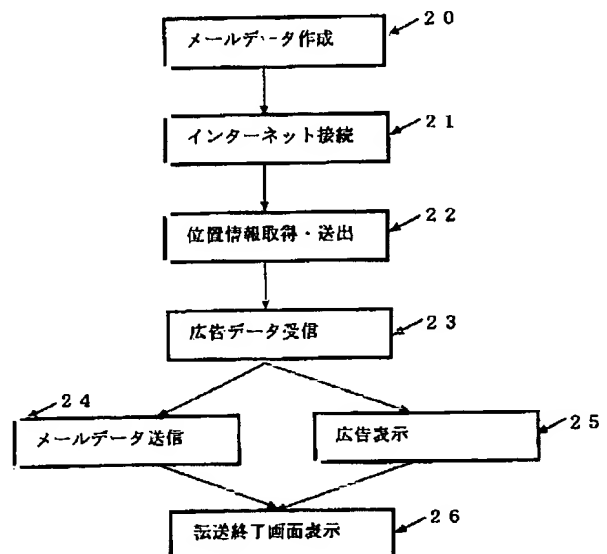 メールデータ作成
20
インターネット接続
21
位置情報取得・送出
22
広告データ受信
23
24
メールデータ送信
広告表示
25
転送終了画面表示
26